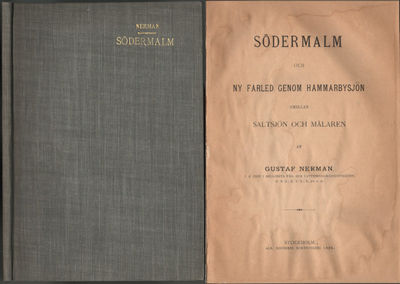 NERMAN
SÖDERMALM
SÖDERMALM
OCH
NY FARLED GENOM HAMMARBYSJÖN
EMELLAN
SALTSJÖN OCH MÄLAREN
AF
GUSTAF NERMAN,
STOCKHOLM,